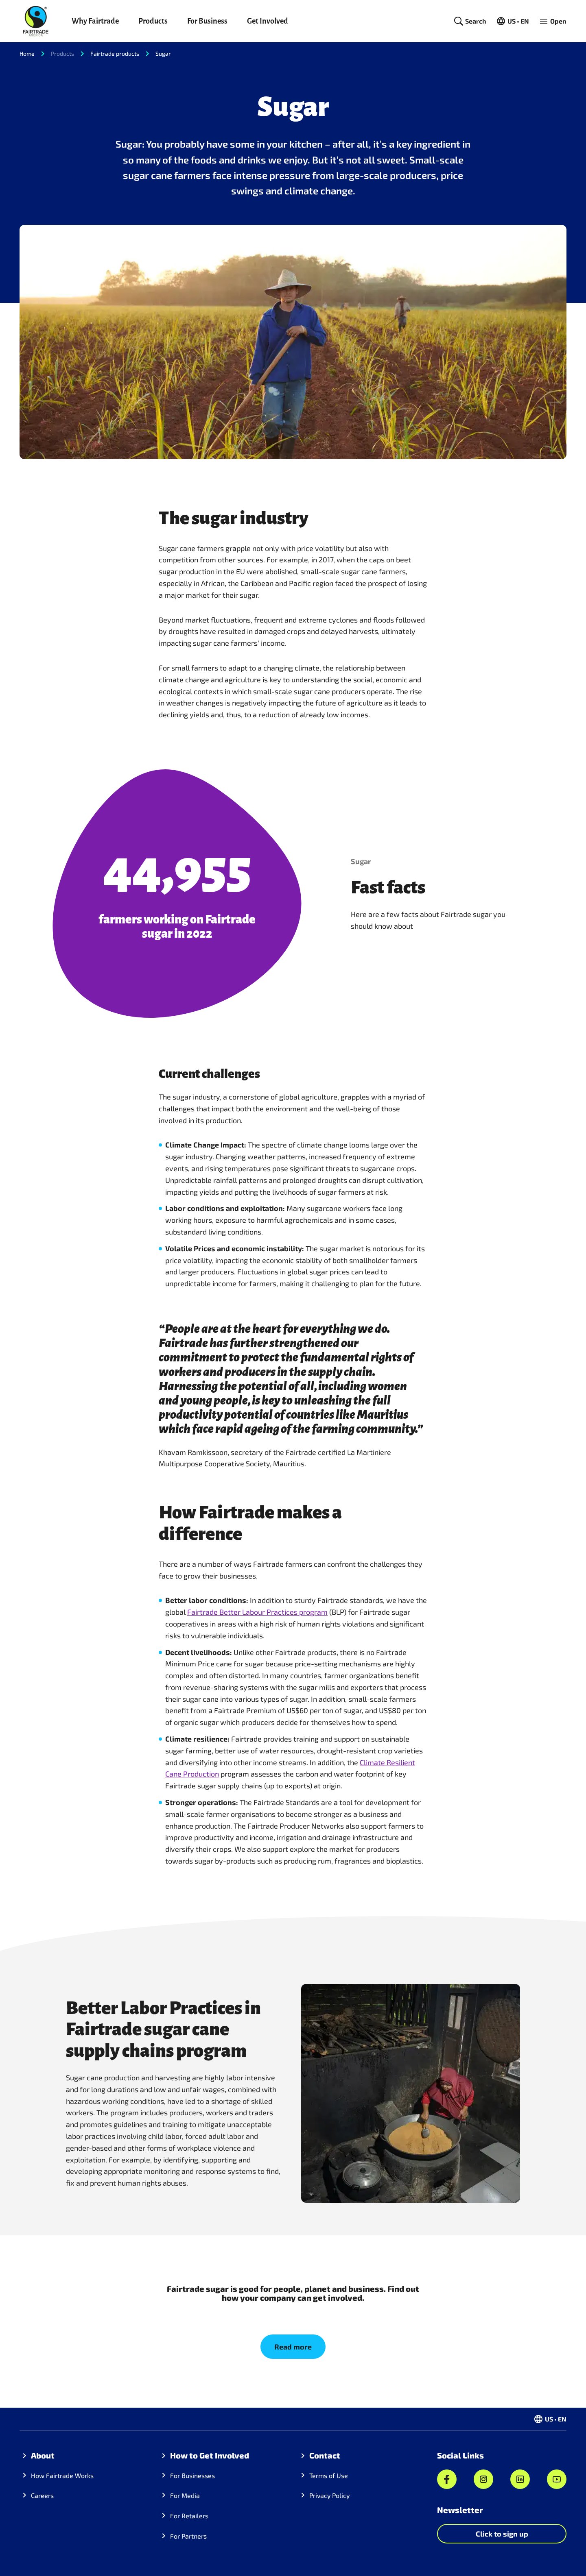 FAIRTRADE
AMERICA
Why Fairtrade
Products
For Business
Get Involved
Search
US • EN
Open
Home
Products
Fairtrade products
Sugar
Sugar
Sugar: You probably have some in your kitchen – after all, it's a key ingredient in
so many of the foods and drinks we enjoy. But it's not all sweet. Small-scale
sugar cane farmers face intense pressure from large-scale producers, price
swings and climate change.
The sugar industry
Sugar cane farmers grapple not only with price volatility but also with
competition from other sources. For example, in 2017, when the caps on beet
sugar production in the EU were abolished, small-scale sugar cane farmers,
especially in African, the Caribbean and Pacific region faced the prospect of losing
a major market for their sugar.
Beyond market fluctuations, frequent and extreme cyclones and floods followed
by droughts have resulted in damaged crops and delayed harvests, ultimately
impacting sugar cane farmers' income.
For small farmers to adapt to a changing climate, the relationship between
climate change and agriculture is key to understanding the social, economic and
ecological contexts in which small-scale sugar cane producers operate. The rise
in weather changes is negatively impacting the future of agriculture as it leads to
declining yields and, thus, to a reduction of already low incomes.
44,955
farmers working on Fairtrade
sugar in 2022
Sugar
Fast facts
Here are a few facts about Fairtrade sugar you
should know about
Current challenges
The sugar industry, a cornerstone of global agriculture, grapples with a myriad of
challenges that impact both the environment and the well-being of those
involved in its production.
Climate Change Impact: The spectre of climate change looms large over the
sugar industry. Changing weather patterns, increased frequency of extreme
events, and rising temperatures pose significant threats to sugarcane crops.
Unpredictable rainfall patterns and prolonged droughts can disrupt cultivation,
impacting yields and putting the livelihoods of sugar farmers at risk.
Labor conditions and exploitation: Many sugarcane workers face long
working hours, exposure to harmful agrochemicals and in some cases,
substandard living conditions.
Volatile Prices and economic instability: The sugar market is notorious for its
price volatility, impacting the economic stability of both smallholder farmers
and larger producers. Fluctuations in global sugar prices can lead to
unpredictable income for farmers, making it challenging to plan for the future.
“People are at the heart for everything we do.
Fairtrade has further strengthened our
commitment to protect the fundamental rights of
workers and producers in the supply chain.
Harnessing the potential of all, including women
and young people, is key to unleashing the full
productivity potential of countries like Mauritius
which face rapid ageing of the farming community.”
Khavam Ramkissoon, secretary of the Fairtrade certified La Martiniere
Multipurpose Cooperative Society, Mauritius.
How Fairtrade makes a
difference
There are a number of ways Fairtrade farmers can confront the challenges they
face to grow their businesses.
Better labor conditions: In addition to sturdy Fairtrade standards, we have the
global Fairtrade Better Labour Practices program (BLP) for Fairtrade sugar
cooperatives in areas with a high risk of human rights violations and significant
risks to vulnerable individuals.
Decent livelihoods: Unlike other Fairtrade products, there is no Fairtrade
Minimum Price cane for sugar because price-setting mechanisms are highly
complex and often distorted. In many countries, farmer organizations benefit
from revenue-sharing systems with the sugar mills and exporters that process
their sugar cane into various types of sugar. In addition, small-scale farmers
benefit from a Fairtrade Premium of US$60 per ton of sugar, and US$80 per ton
of organic sugar which producers decide for themselves how to spend.
Climate resilience: Fairtrade provides training and support on sustainable
sugar farming, better use of water resources, drought-resistant crop varieties
and diversifying into other income streams. In addition, the Climate Resilient
Cane Production program assesses the carbon and water footprint of key
Fairtrade sugar supply chains (up to exports) at origin.
Stronger operations: The Fairtrade Standards are a tool for development for
small-scale farmer organisations to become stronger as a business and
enhance production. The Fairtrade Producer Networks also support farmers to
improve productivity and income, irrigation and drainage infrastructure and
diversify their crops. We also support explore the market for producers
towards sugar by-products such as producing rum, fragrances and bioplastics.
Better Labor Practices in
Fairtrade sugar cane
supply chains program
Sugar cane production and harvesting are highly labor intensive
and for long durations and low and unfair wages, combined with
hazardous working conditions, have led to a shortage of skilled
workers. The program includes producers, workers and traders
and promotes guidelines and training to mitigate unacceptable
labor practices involving child labor, forced adult labor and
gender-based and other forms of workplace violence and
exploitation. For example, by identifying, supporting and
developing appropriate monitoring and response systems to find,
fix and prevent human rights abuses.
Fairtrade sugar is good for people, planet and business. Find out
how your company can get involved.
Read more
US • EN
About
How Fairtrade Works
Careers
How to Get Involved
For Businesses
For Media
For Retailers
For Partners
Contact
Terms of Use
Privacy Policy
Social Links
Newsletter
Click to sign up